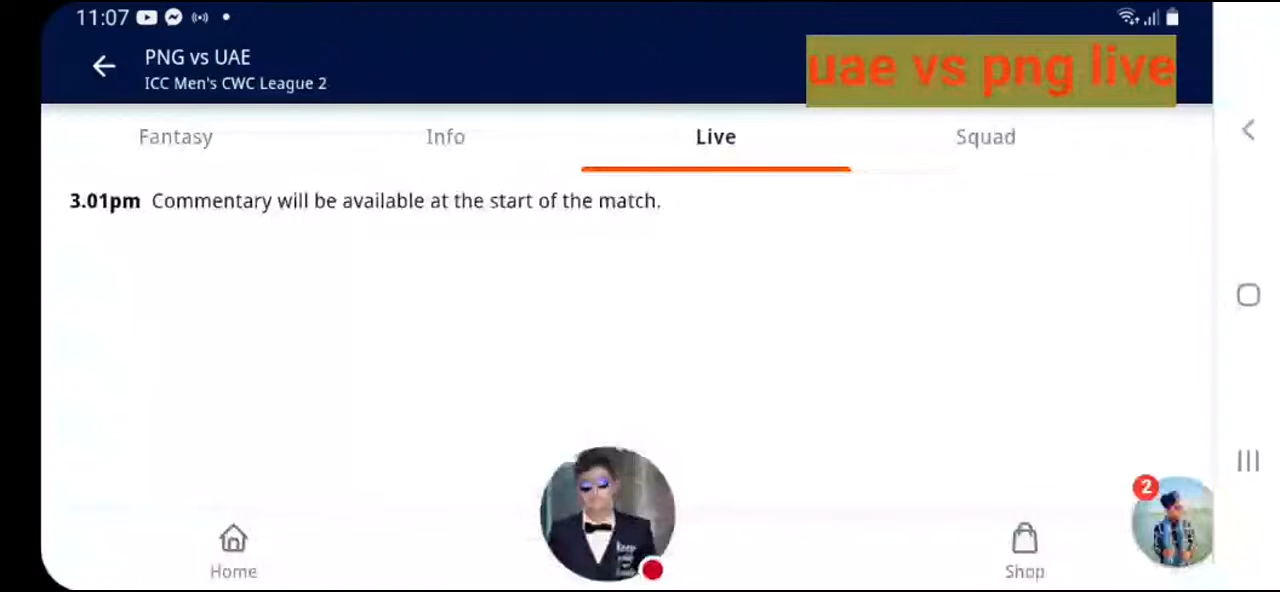 11:07
PNG vs UAE
ICC Men's CWC League 2
uae vs png live
Fantasy Info Live Squad
3.01pm Commentary will be available at the start of the match.
2
Home Shop